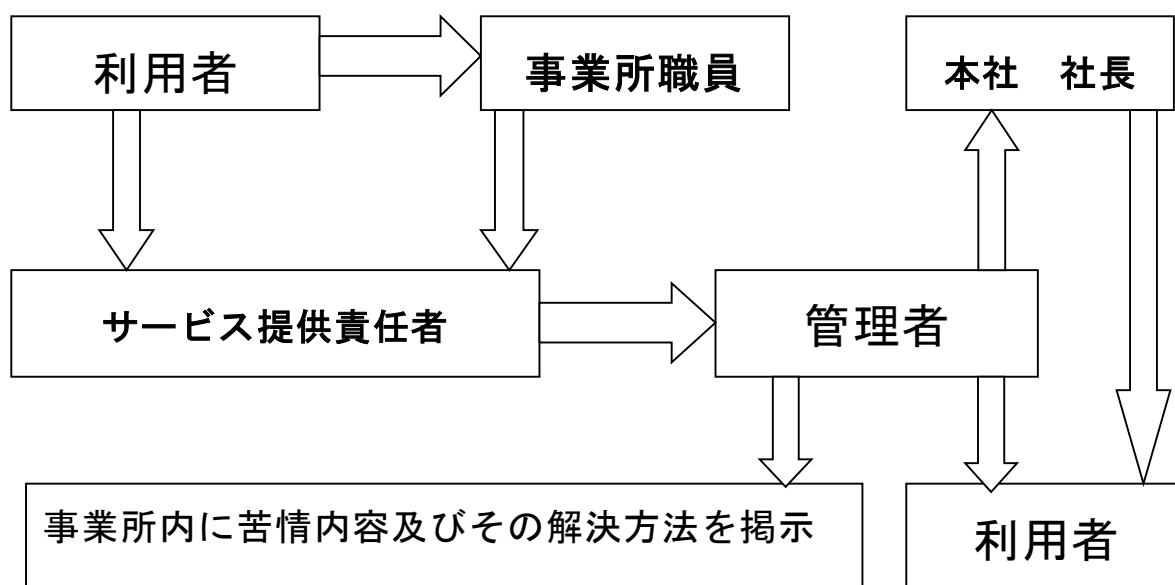 利用者
事業所職員
本社　社長
サービス提供責任者
管理者
事業所内に苦情内容及びその解決方法を掲示
利用者